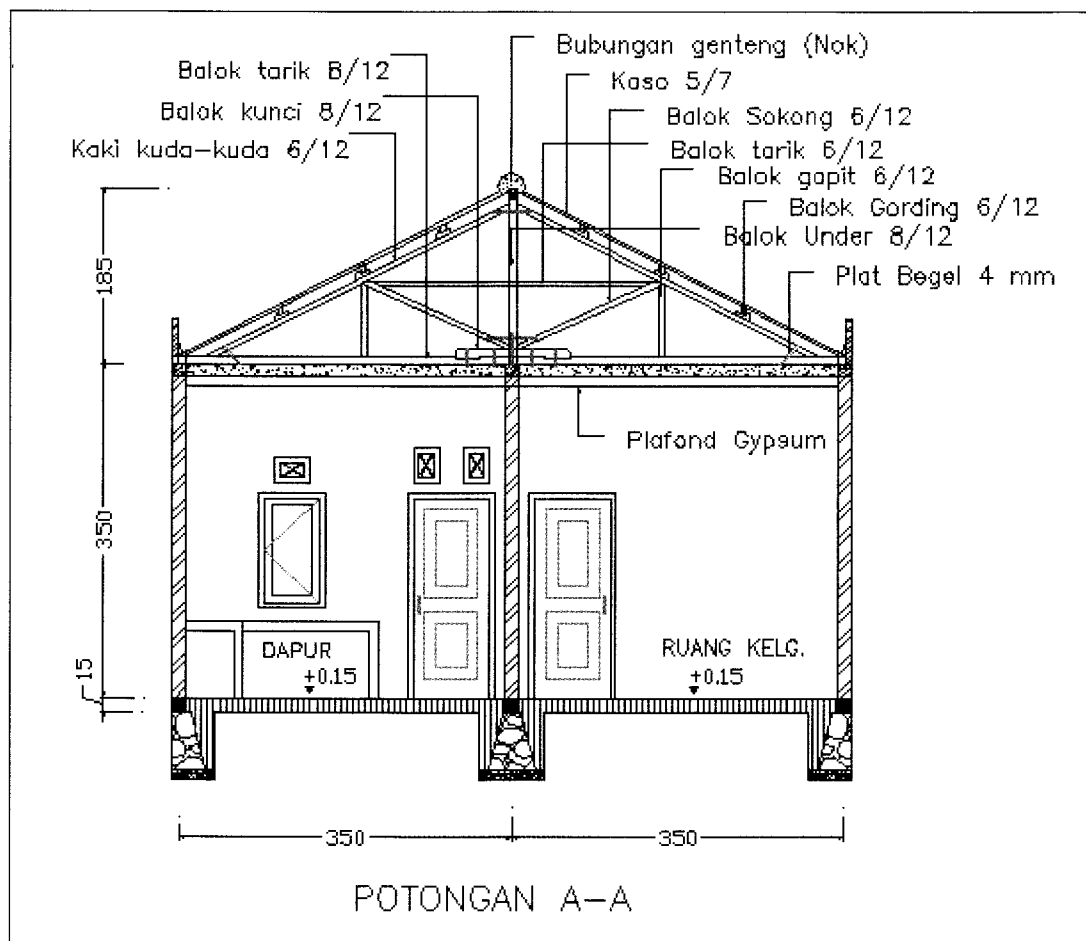 Bubungan genteng (Nok)
Balok tarik 8/12
Kaso 5/7
Balok kunci 8/12
Balok Sokong 6/12
Kaki kuda-kuda 6/12
Balok tarik 6/12
Balok gapit 6/12
Balok Gording 6/12
Balok Under 8/12
Plat Begel 4 mm
185
Plafond Gypsum
350
DAPUR
+0.15
RUANG KELG.
+0.15
15
350
350
POTONGAN A-A